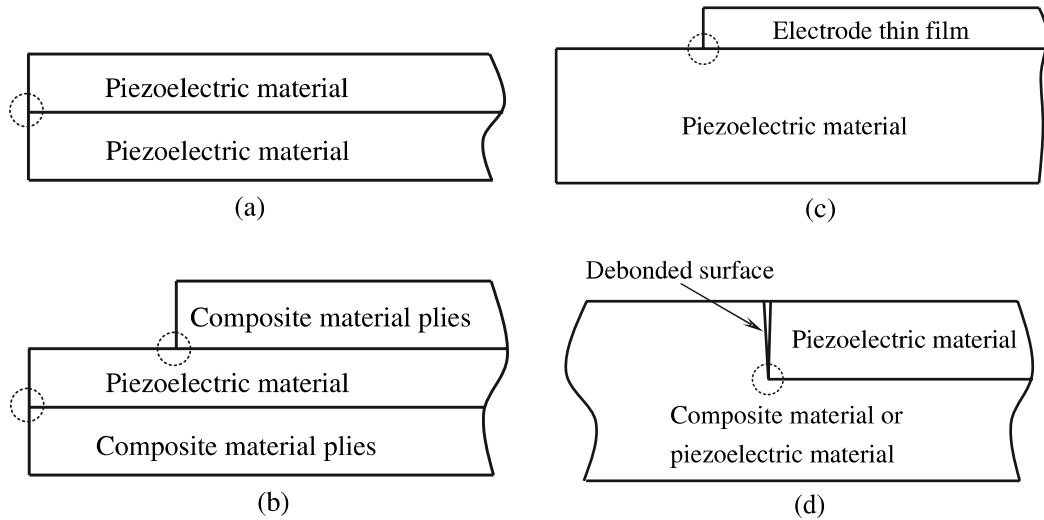 Piezoelectric material
Piezoelectric material
(a)
Electrode thin film
Piezoelectric material
(c)
Composite material plies
Piezoelectric material
Composite material plies
(b)
Debonded surface
Piezoelectric material
Composite material or
piezoelectric material
(d)